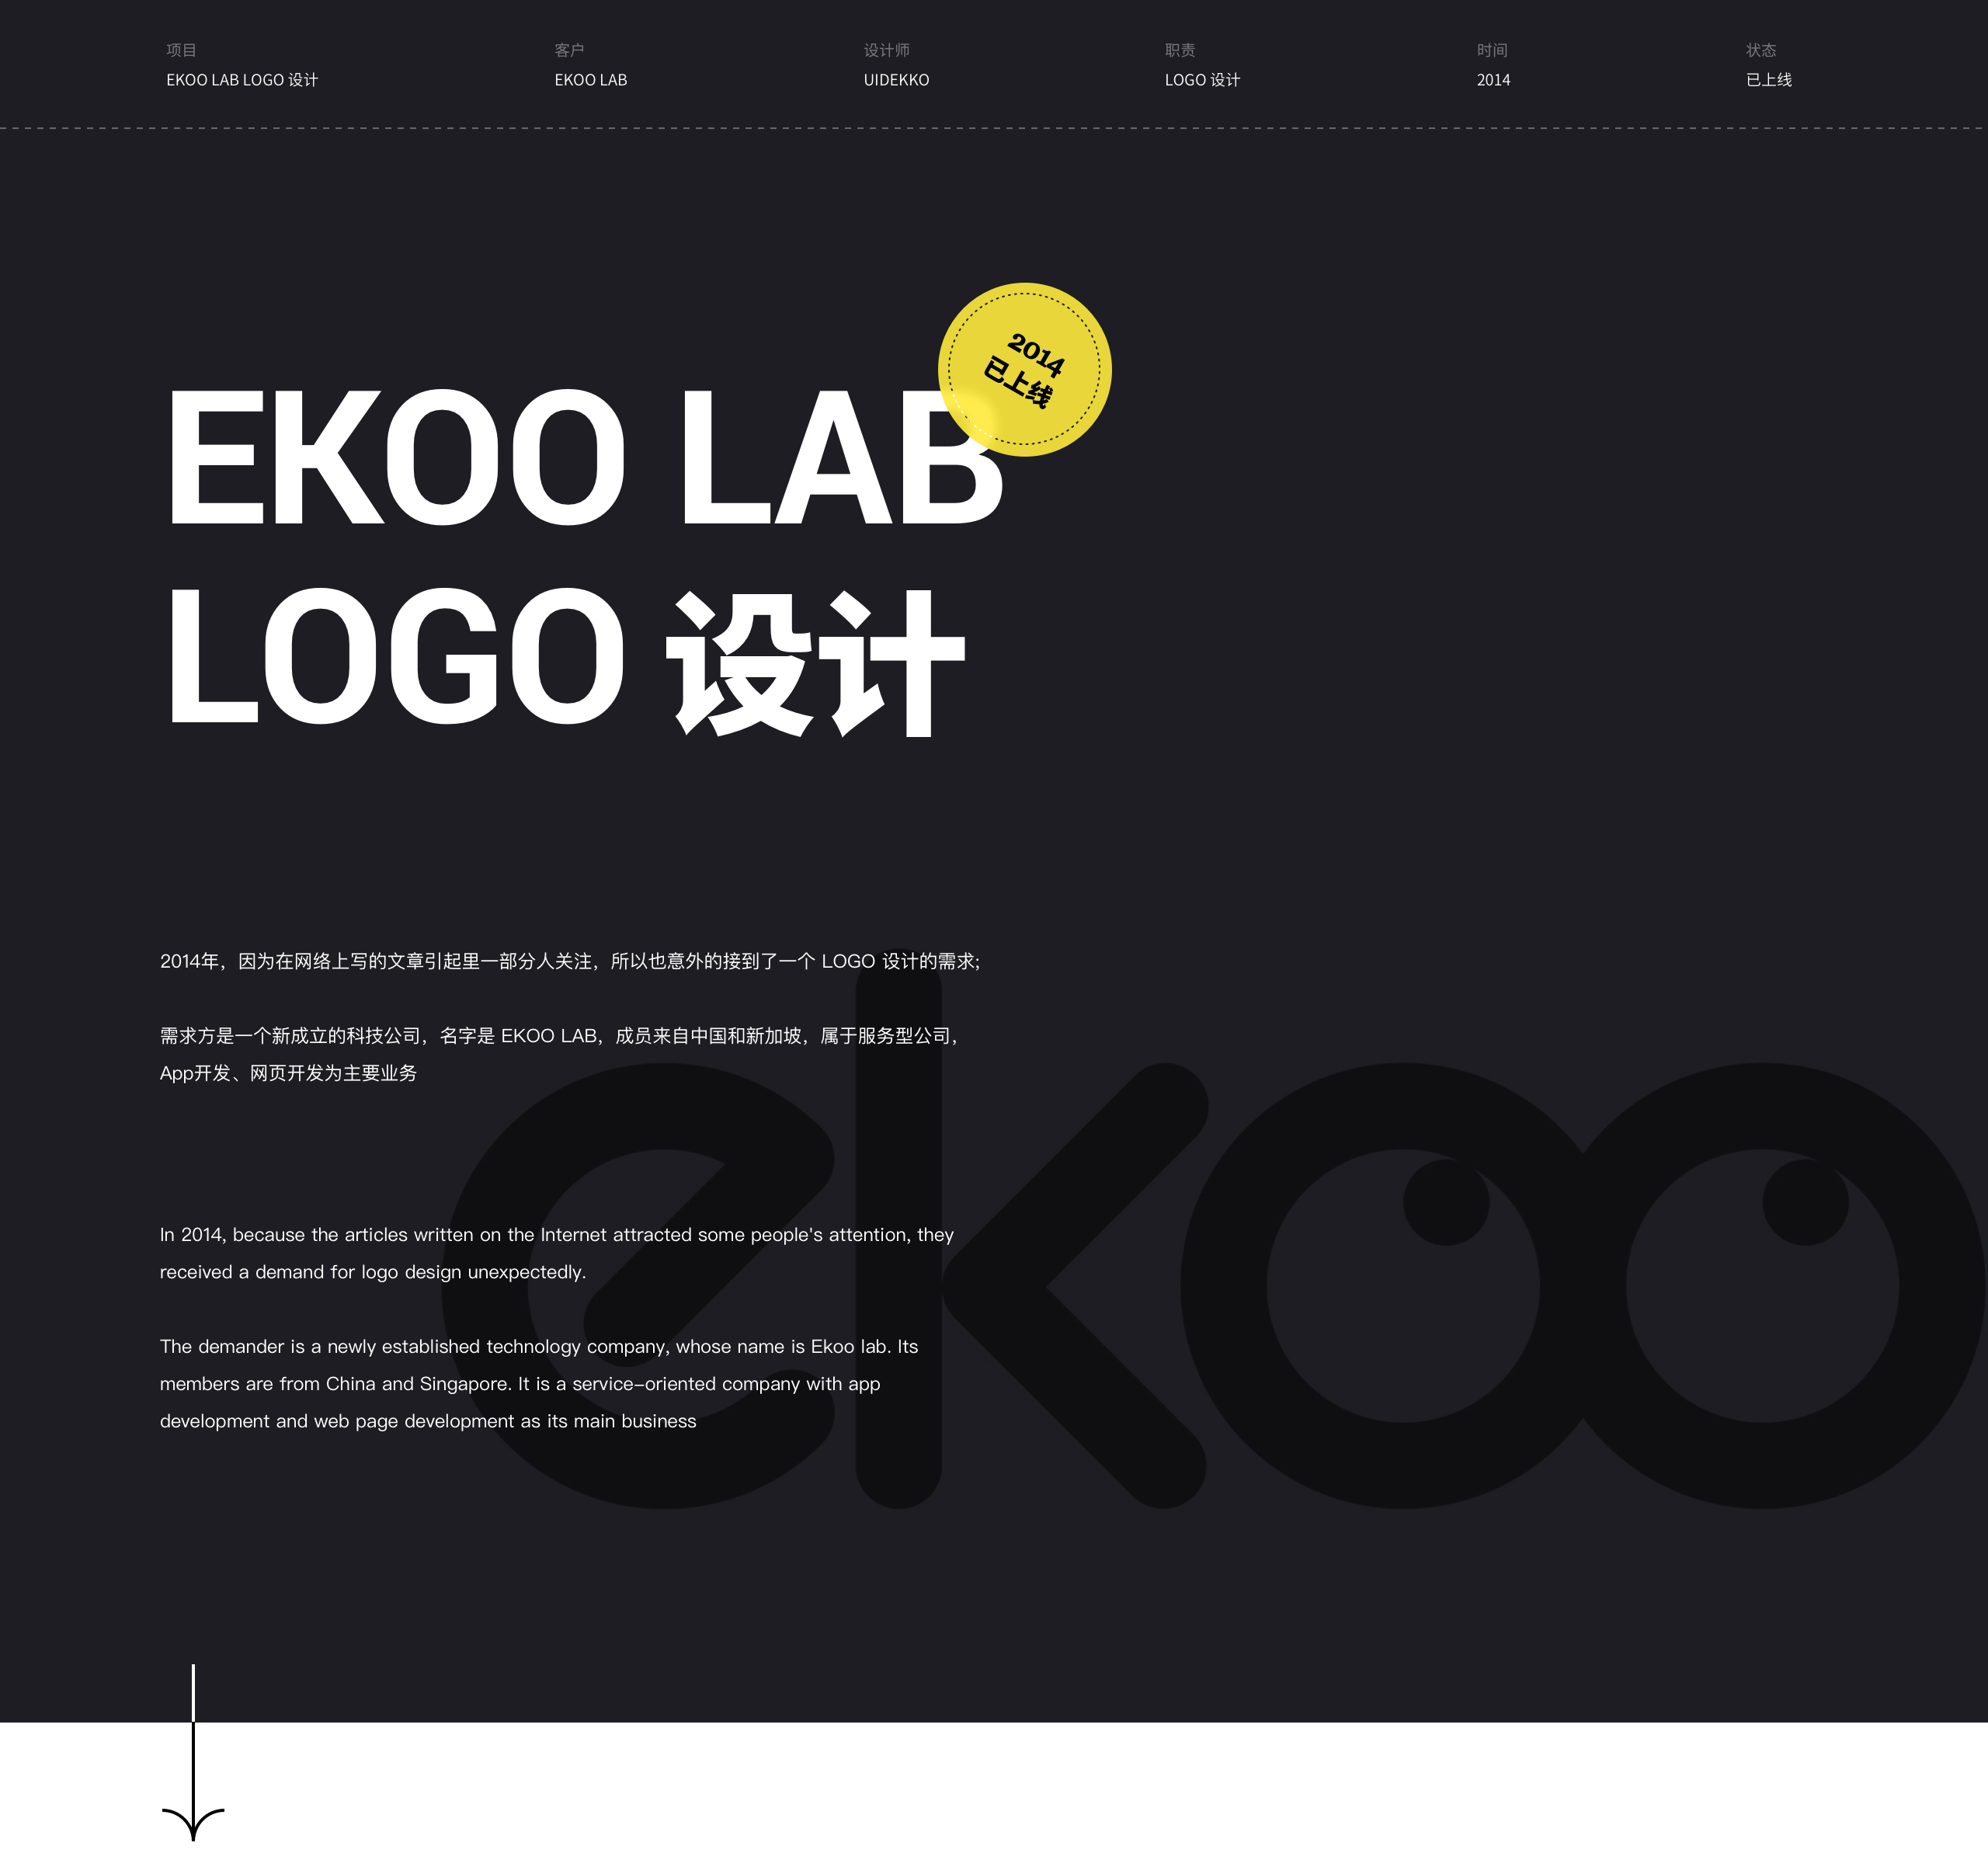 项目
EKOO LAB LOGO 设计
客户
EKOO LAB
设计师
UIDEKKO
职责
LOGO 设计
时间
2014
状态
已上线
2014
已上线
EKOO LAB
LOGO 设计
2014年，因为在网络上写的文章引起里一部分人关注，所以也意外的接到了一个 LOGO 设计的需求;
需求方是一个新成立的科技公司，名字是 EKOO LAB，成员来自中国和新加坡，属于服务型公司，
App开发、网页开发为主要业务
ekoo
In 2014, because the articles written on the Internet attracted some people's attention, they
received a demand for logo design unexpectedly.
The demander is a newly established technology company, whose name is Ekoo lab. Its
members are from China and Singapore. It is a service-oriented company with app
development and web page development as its main business